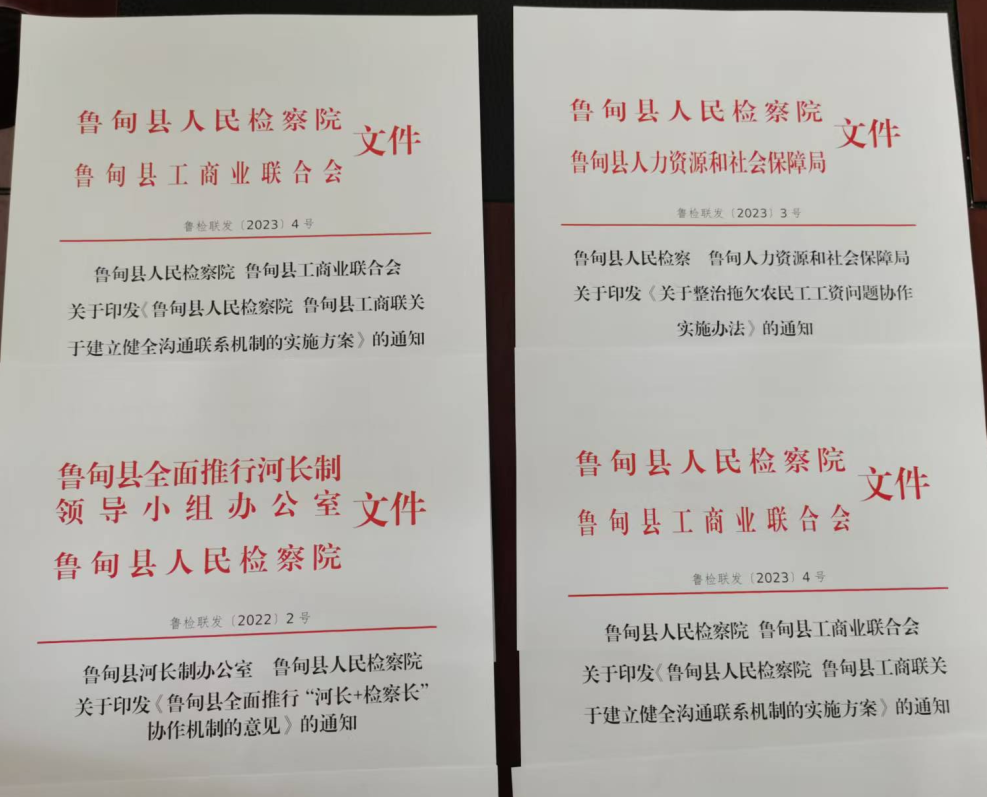 鲁甸县人民检察院
鲁甸县工商业联合会
文件
鲁检联发〔2023〕4号
鲁甸县人民检察院 鲁甸县工商业联合会
关于印发《鲁甸县人民检察院 鲁甸县工商联关
于建立健全沟通联系机制的实施方案》的通知
鲁甸县人民检察院
鲁甸县人力资源和社会保障局
文件
鲁检联发〔2023〕3号
鲁甸县人民检察 鲁甸人力资源和社会保障局
关于印发《关于整治拖欠农民工工资问题协作
实施办法》的通知
鲁甸县全面推行河长制
领导小组办公室
鲁甸县人民检察院
文件
鲁检联发〔2022〕2号
鲁甸县河长制办公室 鲁甸县人民检察院
关于印发《鲁甸县全面推行“河长+检察长”
协作机制的意见》的通知
鲁甸县人民检察院
鲁甸县工商业联合会
文件
鲁检联发〔2023〕4号
鲁甸县人民检察院 鲁甸县工商业联合会
关于印发《鲁甸县人民检察院 鲁甸县工商联关
于建立健全沟通联系机制的实施方案》的通知